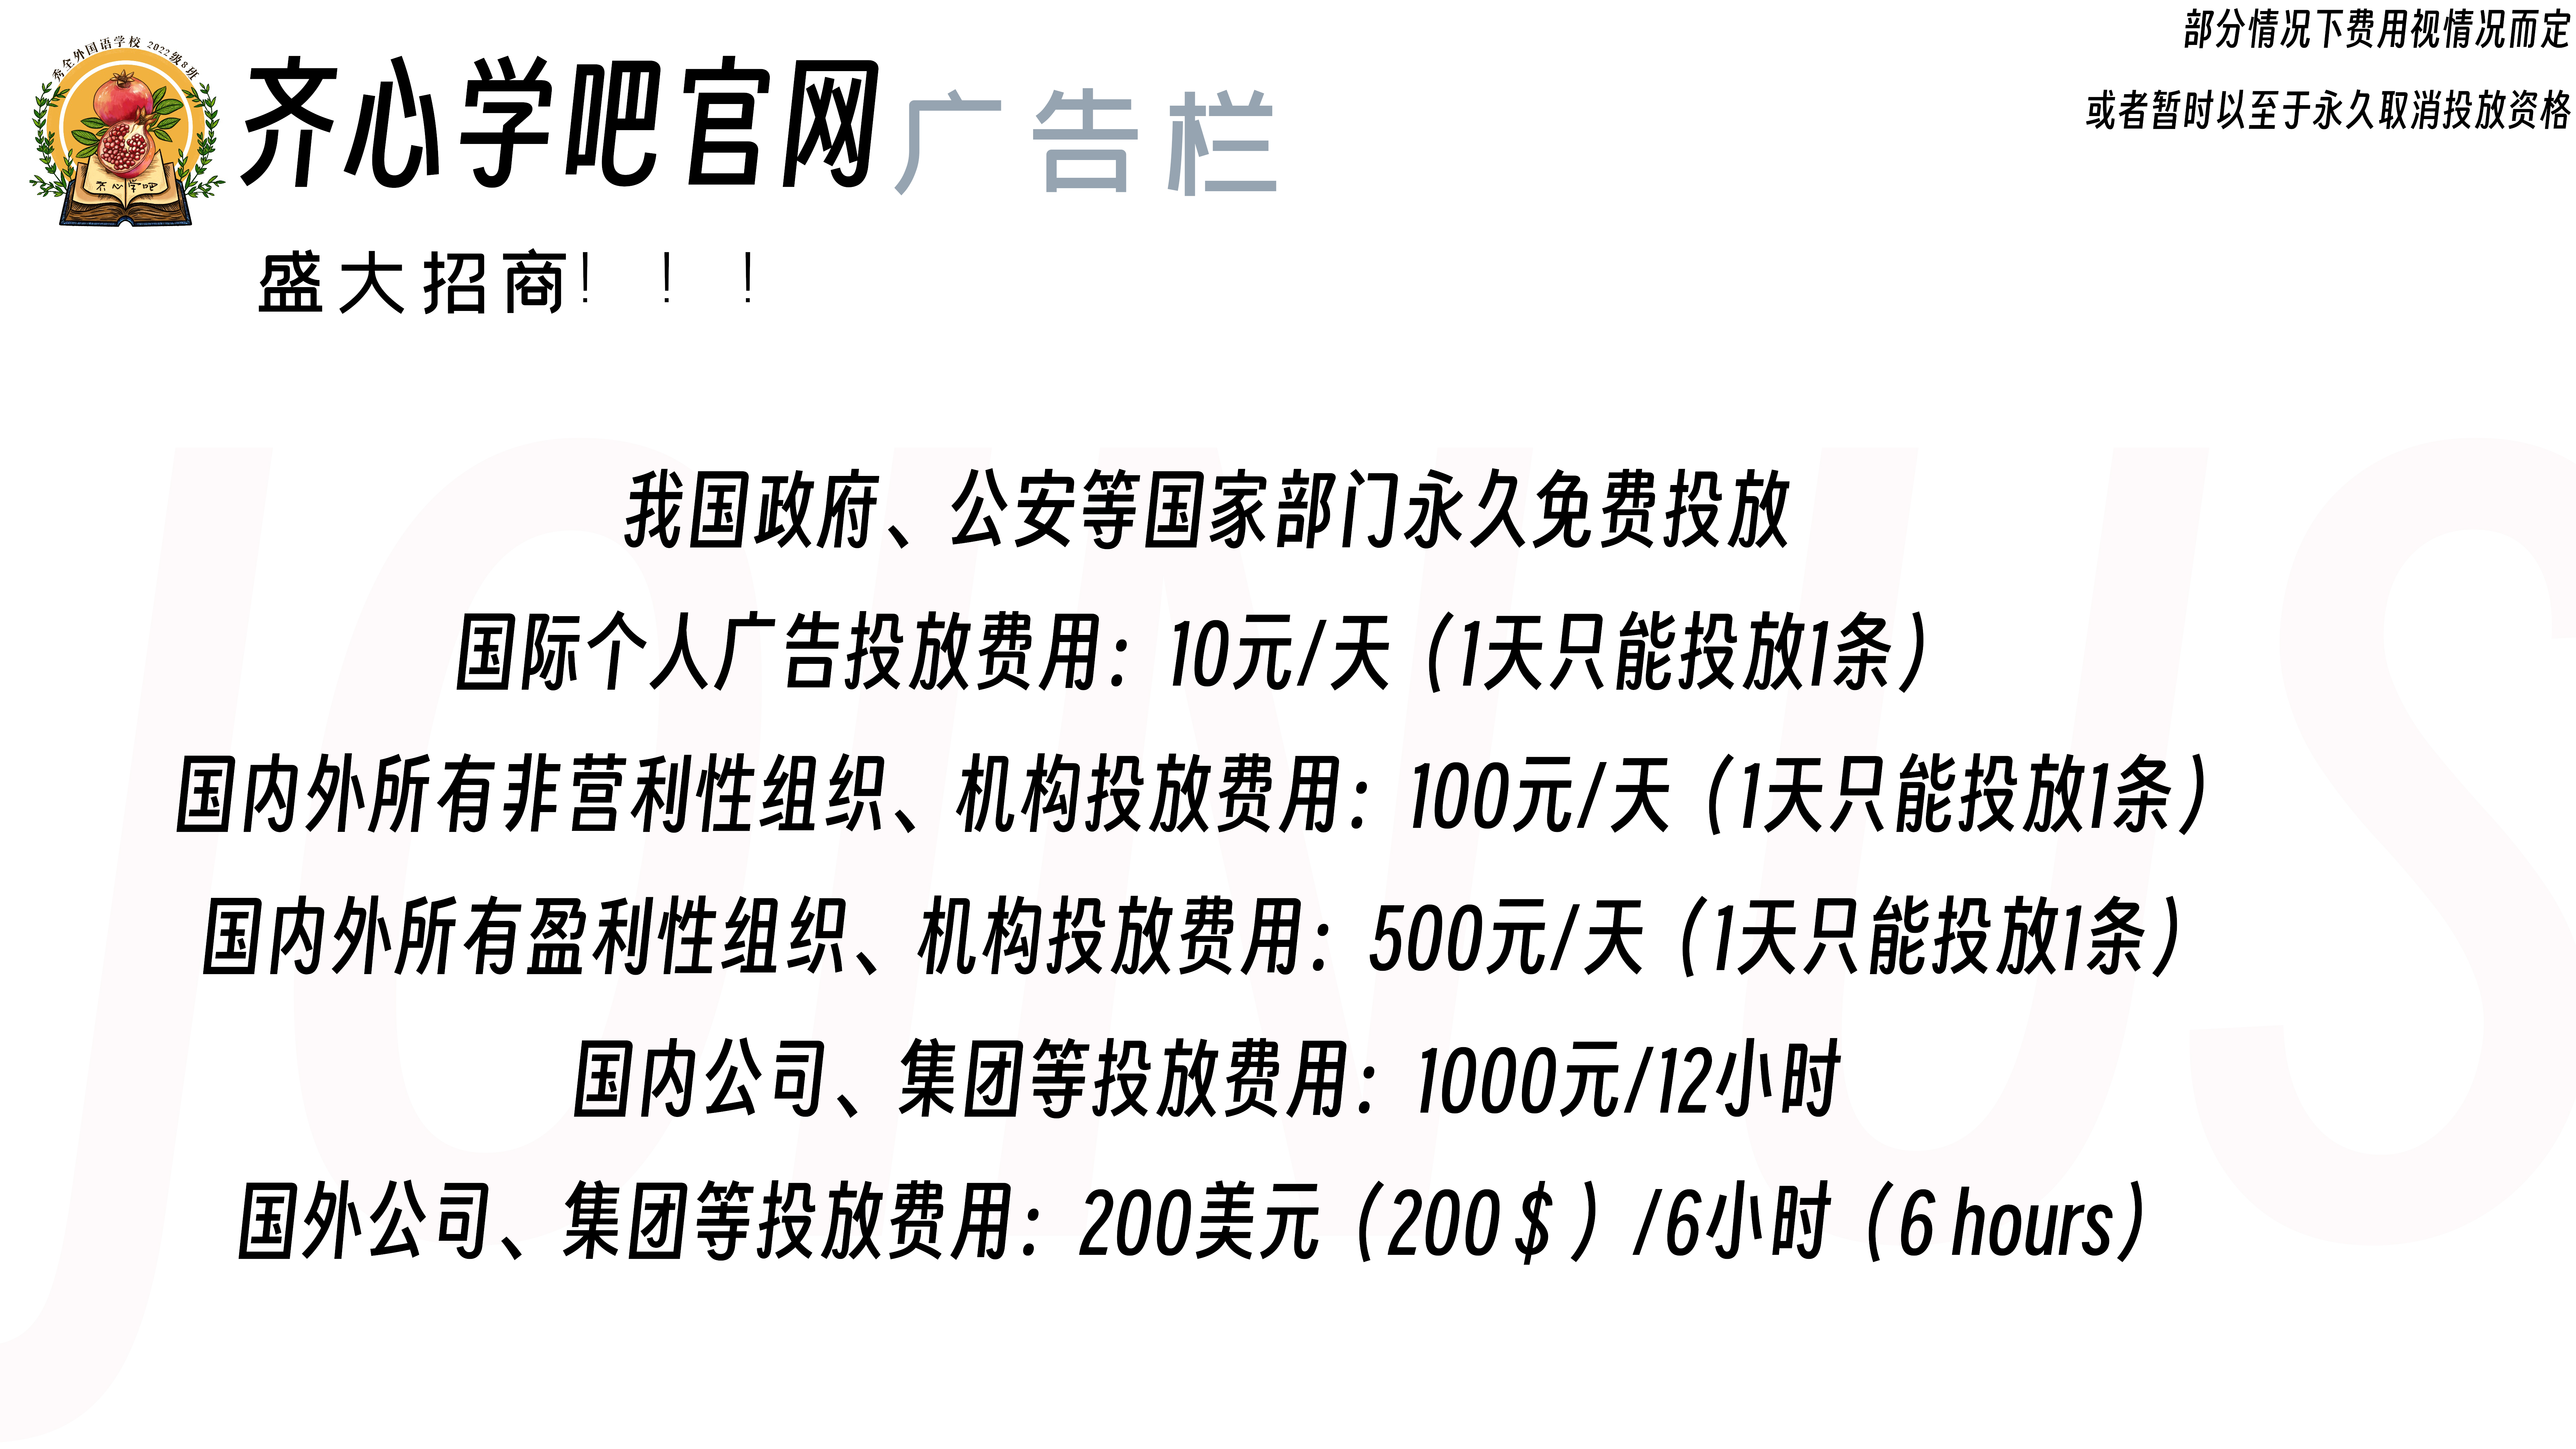 部分情况下费用视情况而定
或者暂时以至于永久取消投放资格
秀全外国语学校 2022级8班
齐心学吧
齐心学吧官网广告栏
盛大招商！！！
JOIN US
我国政府、公安等国家部门永久免费投放
国际个人广告投放费用：10元/天（1天只能投放1条）
国内外所有非营利性组织、机构投放费用：100元/天（1天只能投放1条）
国内外所有盈利性组织、机构投放费用：500元/天（1天只能投放1条）
国内公司、集团等投放费用：1000元/12小时
国外公司、集团等投放费用：200美元（200＄）/6小时（6 hours）